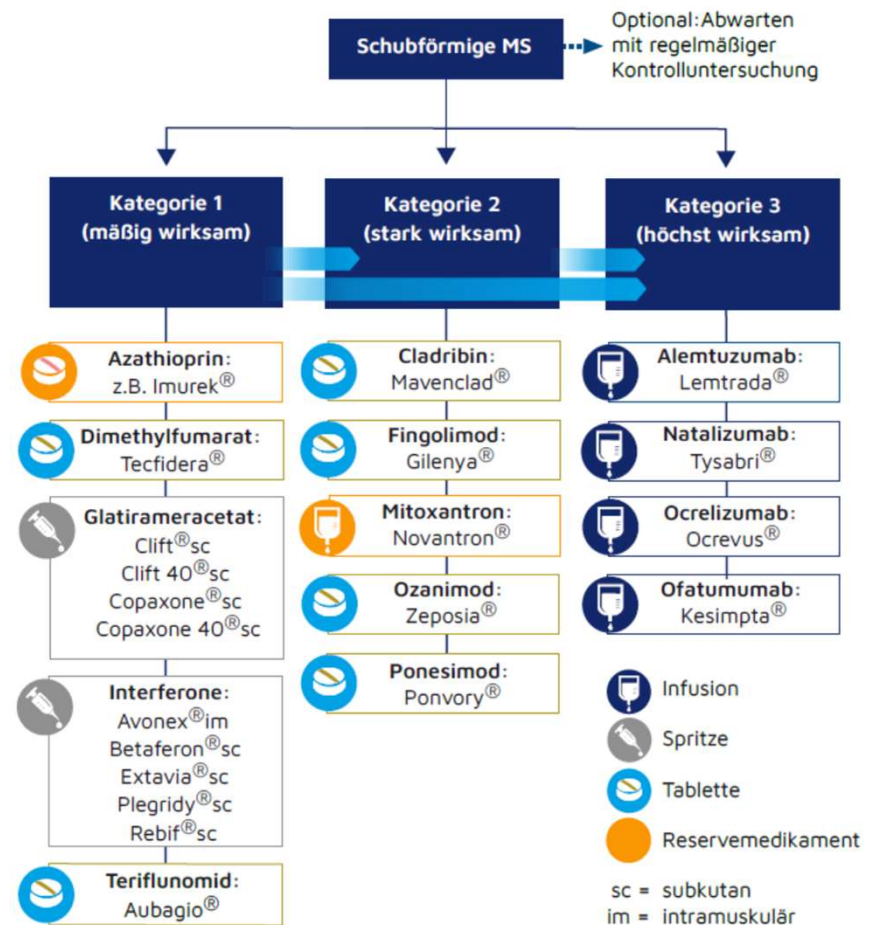 Schubförmige MS
Optional:Abwarten
mit regelmäßiger
Kontrolluntersuchung
Kategorie 1
(mäßig wirksam)
Kategorie 2
(stark wirksam)
Kategorie 3
(höchst wirksam)
Azathioprin:
z.B. Imurek®
Dimethylfumarat:
Tecfidera®
Glatirameracetat:
Clift®sc
Clift 40®sc
Copaxone®sc
Copaxone 40®sc
Interferone:
Avonex®im
Betaferon®sc
Extavia®sc
Plegridy®sc
Rebif®sc
Teriflunomid:
Aubagio®
Cladribin:
Mavenclad®
Fingolimod:
Gilenya®
Mitoxantron:
Novantron®
Ozanimod:
Zeposia®
Ponesimod:
Ponvory®
Alemtuzumab:
Lemtrada®
Natalizumab:
Tysabri®
Ocrelizumab:
Ocrevus®
Ofatumumab:
Kesimpta®
Infusion
Spritze
Tablette
Reservemedikament
sc = subkutan
im = intramuskulär